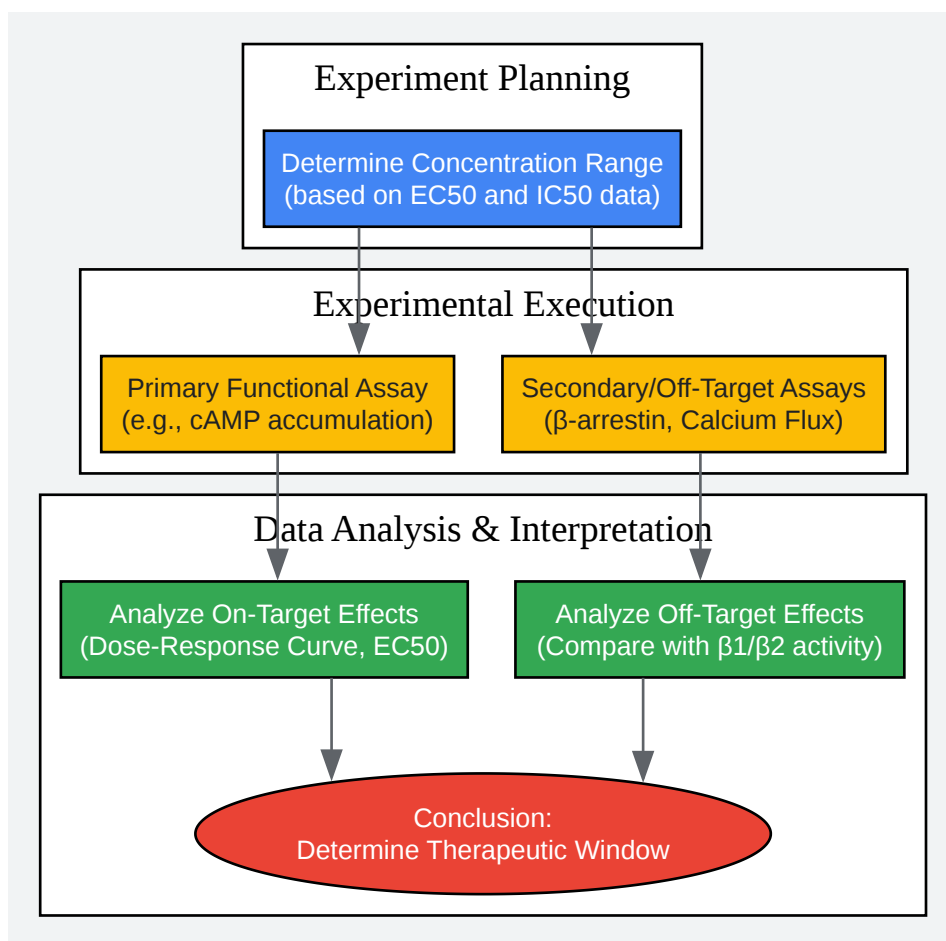 Experiment Planning
Determine Concentration Range
(based on EC50 and IC50 data)
Experimental Execution
Primary Functional Assay
(e.g., cAMP accumulation)
Secondary/Off-Target Assays
(β-arrestin, Calcium Flux)
Data Analysis & Interpretation
Analyze On-Target Effects
(Dose-Response Curve, EC50)
Analyze Off-Target Effects
(Compare with β1/β2 activity)
Conclusion:
Determine Therapeutic Window